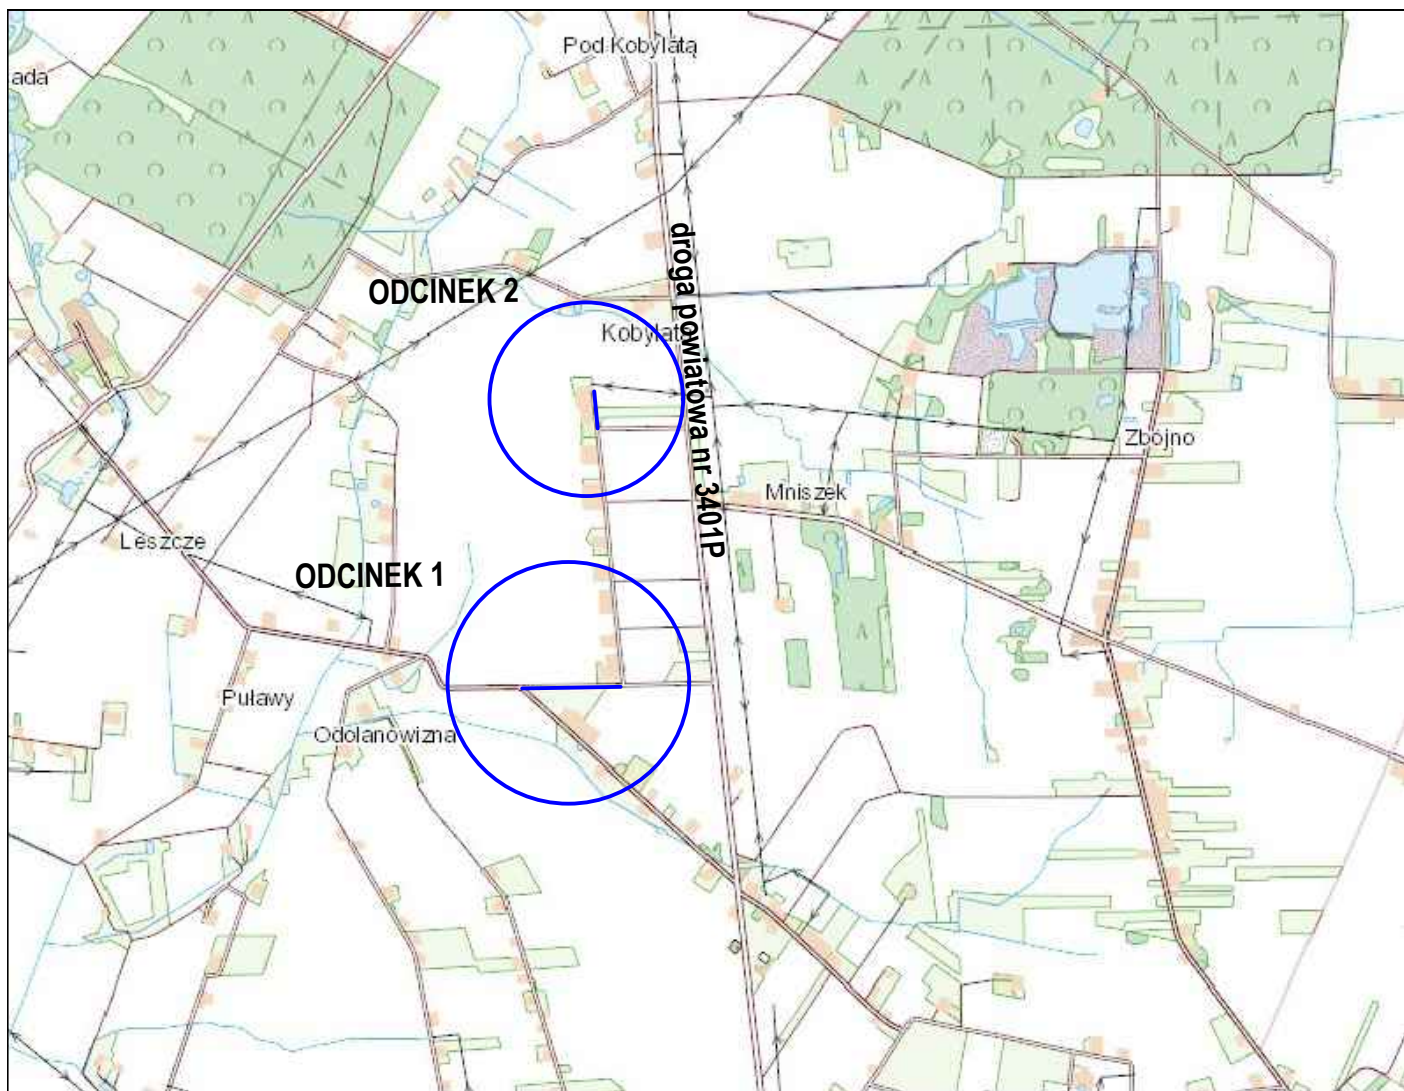 Pod Kobylatą
ada
ODCINEK 2
droga powiatowa nr 3401P
Kobylata
Zbójno
Mniszek
Leszcze
ODCINEK 1
Puławy
Odolanowizna